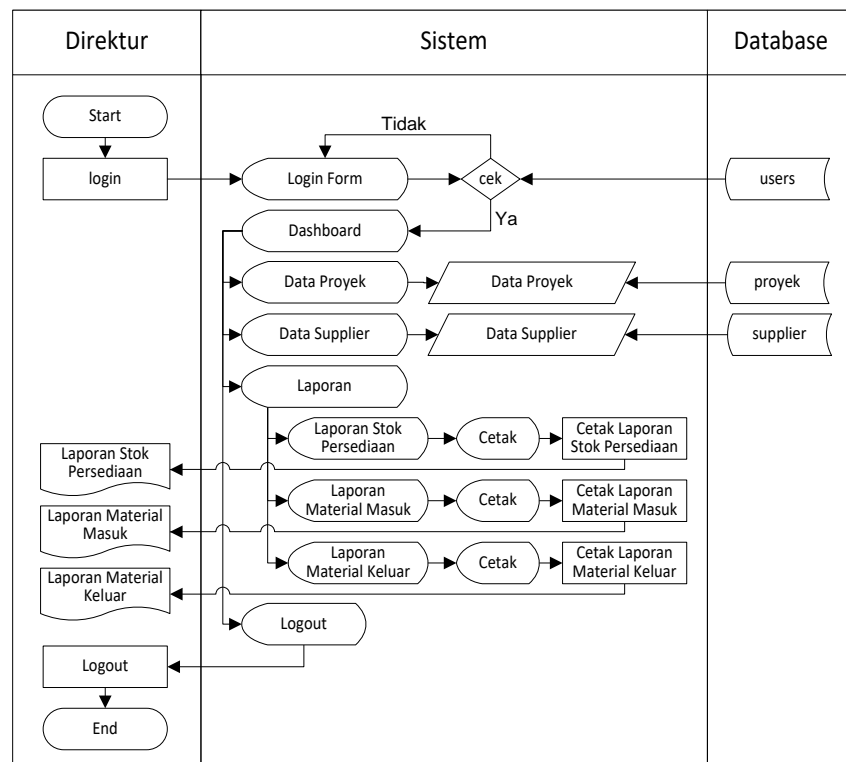 Direktur
Sistem
Database
Start
Tidak
login
Login Form
cek
users
Ya
Dashboard
Data Proyek
Data Proyek
proyek
Data Supplier
Data Supplier
supplier
Laporan
Laporan Stok
Persediaan
Cetak
Cetak Laporan
Stok Persediaan
Laporan Stok
Persediaan
Laporan
Material Masuk
Cetak
Cetak Laporan
Material Masuk
Laporan Material
Masuk
Laporan
Material Keluar
Cetak
Cetak Laporan
Material Keluar
Laporan Material
Keluar
Logout
Logout
End